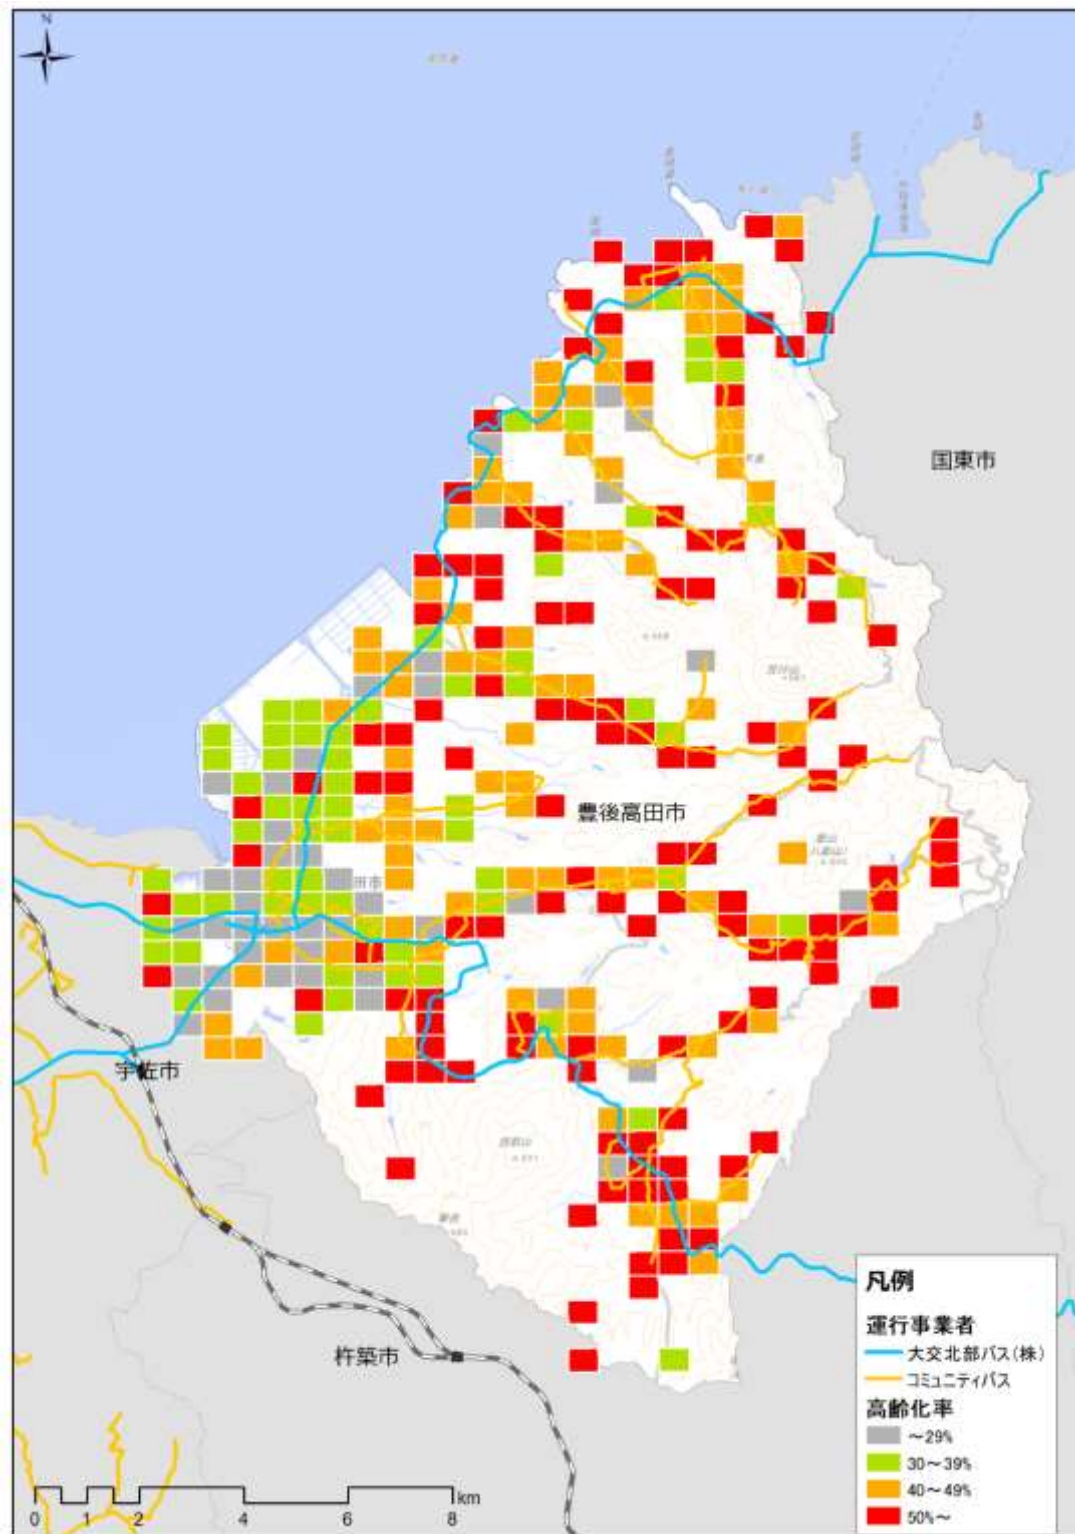 N
国東市
豊後高田市
田市
宇佐市
杵築市
凡例
運行事業者
大交北部バス(株)
コミュニティバス
高齢化率
～29%
30～39%
40～49%
50%～
km
0 1 2 4 6 8